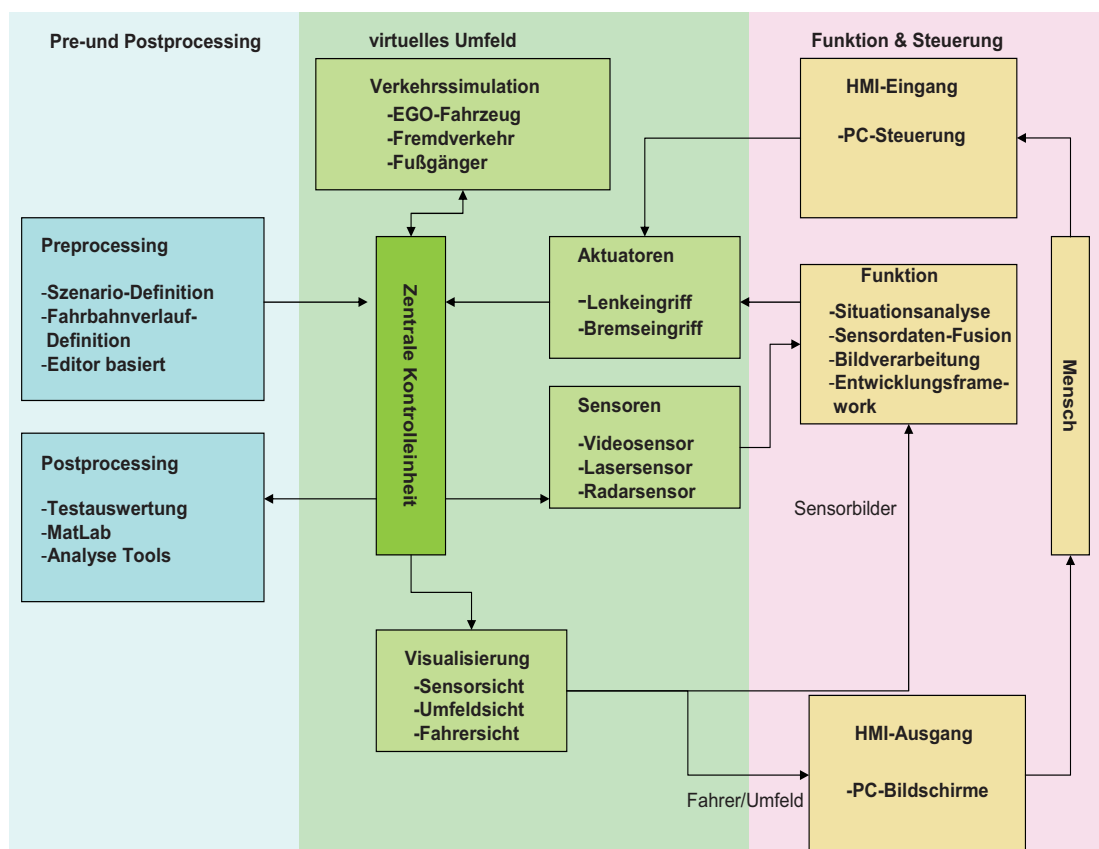 Pre-und Postprocessing
virtuelles Umfeld
Funktion & Steuerung
Verkehrssimulation
-EGO-Fahrzeug
-Fremdverkehr
-Fußgänger
HMI-Eingang
-PC-Steuerung
Preprocessing
-Szenario-Definition
-Fahrbahnverlauf-
Definition
-Editor basiert
Zentrale Kontrolleinheit
Aktuatoren
-Lenkeingriff
-Bremseingriff
Funktion
-Situationsanalyse
-Sensordaten-Fusion
-Bildverarbeitung
-Entwicklungsframe-
work
Mensch
Postprocessing
-Testauswertung
-MatLab
-Analyse Tools
Sensoren
-Videosensor
-Lasersensor
-Radarsensor
Sensorbilder
Visualisierung
-Sensorsicht
-Umfeldsicht
-Fahrersicht
Fahrer/Umfeld
HMI-Ausgang
-PC-Bildschirme